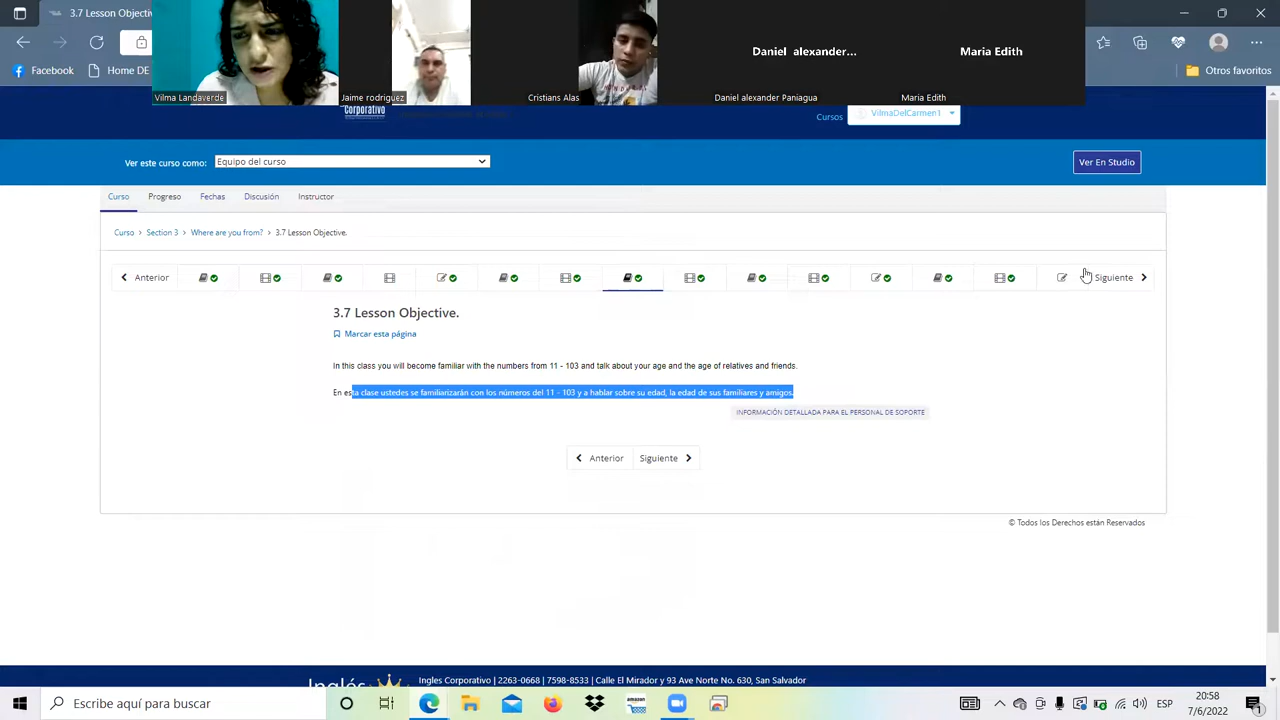 3.7 Lesson Objective
Facebook
Home DE
Otros favoritos
Vilma Landaverde
Jaime rodriguez
Cristians Alas
Daniel alexander...
Daniel alexander Paniagua
Maria Edith
Maria Edith
Corporativo
Cursos
VilmaDelCarmen1
Ver este curso como:
Equipo del curso
Ver En Studio
Curso
Progreso
Fechas
Discusión
Instructor
Curso > Section 3 > Where are you from? > 3.7 Lesson Objective.
Anterior
Siguiente
3.7 Lesson Objective.
Marcar esta página
In this class you will become familiar with the numbers from 11 - 103 and talk about your age and the age of relatives and friends.
En esta clase ustedes se familiarizarán con los números del 11 - 103 y a hablar sobre su edad, la edad de sus familiares y amigos.
INFORMACIÓN DETALLADA PARA EL PERSONAL DE SOPORTE
Anterior
Siguiente
© Todos los Derechos están Reservados
Inglés
Ingles Corporativo | 2263-0668 | 7598-8533 | Calle El Mirador y 93 Ave Norte No. 630, San Salvador
Escribe aquí para buscar
amazon
ESP
20:58
7/6/2022
1